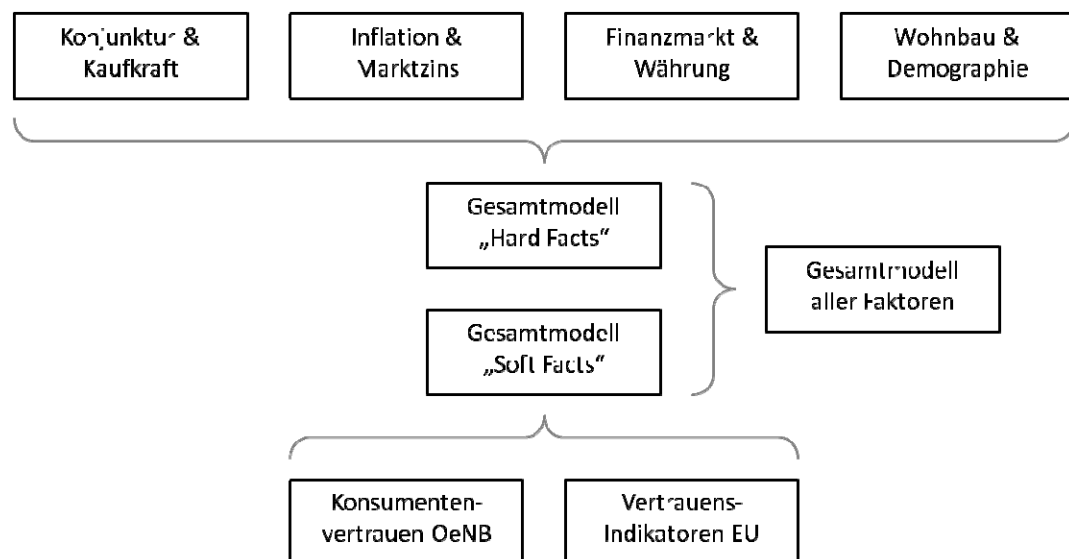 Konjunktur &
Kaufkraft
Inflation &
Marktzins
Finanzmarkt &
Währung
Wohnbau &
Demographie
Gesamtmodell
„Hard Facts“
Gesamtmodell
aller Faktoren
Gesamtmodell
„Soft Facts“
Konsumenten-
vertrauen OeNB
Vertrauens-
Indikatoren EU